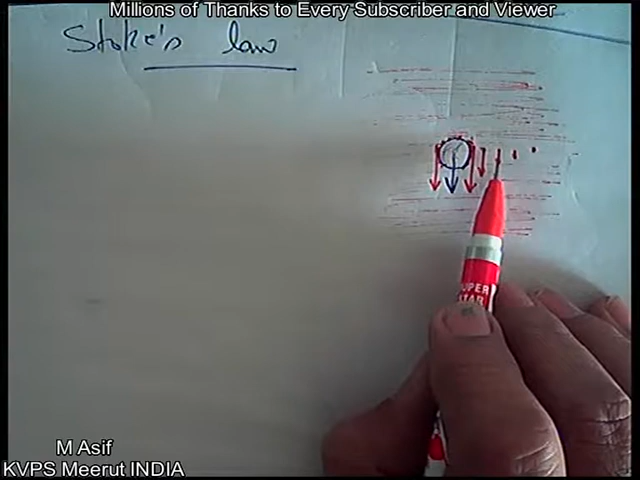 Millions of Thanks to Every Subscriber and Viewer
Stoke's law
SUPER
STAR
M Asif
KVPS Meerut INDIA